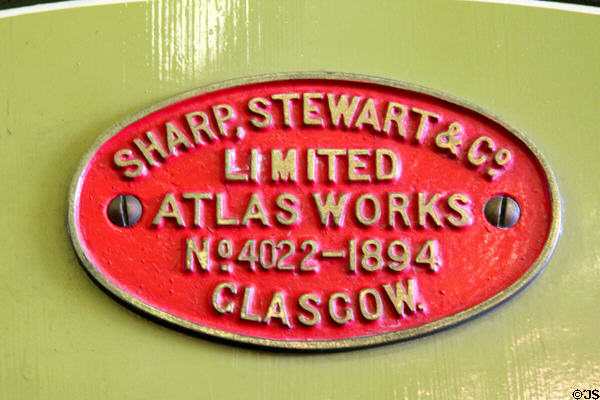 SHARP, STEWART & Co.
LIMITED
ATLAS WORKS
No. 4022-1894
GLASGOW.
©JS